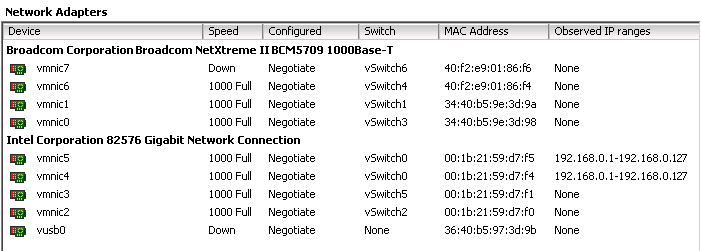 Network Adapters
Device Speed Configured Switch MAC Address Observed IP ranges
Broadcom Corporation Broadcom NetXtreme II BCM5709 1000Base-T
vmnic7 Down Negotiate vSwitch6 40:f2:e9:01:86:f6 None
vmnic6 1000 Full Negotiate vSwitch4 40:f2:e9:01:86:f4 None
vmnic1 1000 Full Negotiate vSwitch1 34:40:b5:9e:3d:9a None
vmnic0 1000 Full Negotiate vSwitch3 34:40:b5:9e:3d:98 None
Intel Corporation 82576 Gigabit Network Connection
vmnic5 1000 Full Negotiate vSwitch0 00:1b:21:59:d7:f5 192.168.0.1-192.168.0.127
vmnic4 1000 Full Negotiate vSwitch0 00:1b:21:59:d7:f4 192.168.0.1-192.168.0.127
vmnic3 1000 Full Negotiate vSwitch5 00:1b:21:59:d7:f1 None
vmnic2 1000 Full Negotiate vSwitch2 00:1b:21:59:d7:f0 None
vusb0 Down Negotiate None 36:40:b5:97:3d:9b None